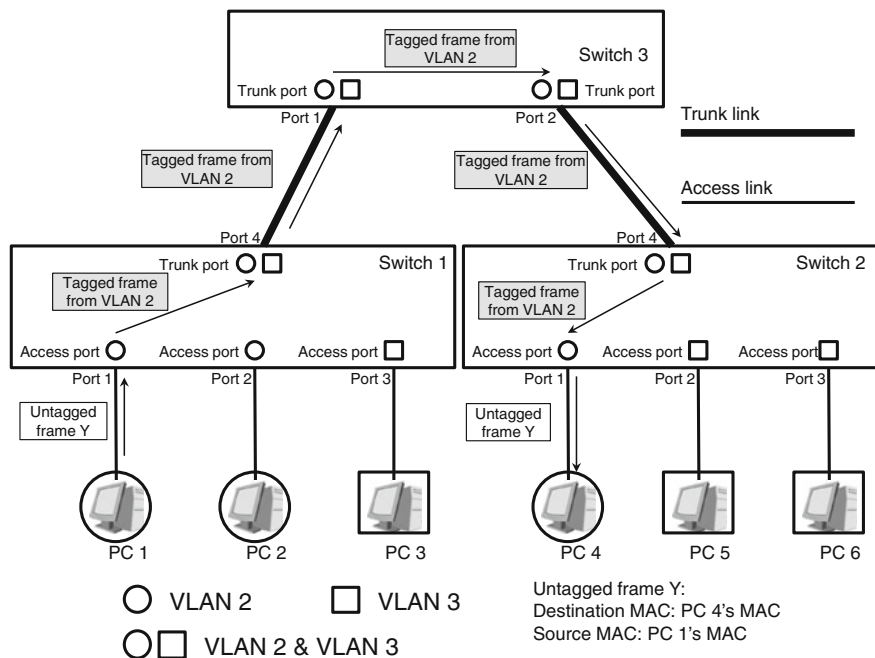 Tagged frame from
VLAN 2
Switch 3
Trunk port
Trunk port
Port 1
Port 2
Trunk link
Tagged frame from
VLAN 2
Tagged frame from
VLAN 2
Access link
Port 4
Port 4
Trunk port
Switch 1
Trunk port
Switch 2
Tagged frame
from VLAN 2
Tagged frame
from VLAN 2
Access port
Access port
Access port
Access port
Access port
Access port
Port 1
Port 2
Port 3
Port 1
Port 2
Port 3
Untagged
frame Y
Untagged
frame Y
PC 1
PC 2
PC 3
PC 4
PC 5
PC 6
VLAN 2
VLAN 3
VLAN 2 & VLAN 3
Untagged frame Y:
Destination MAC: PC 4's MAC
Source MAC: PC 1's MAC